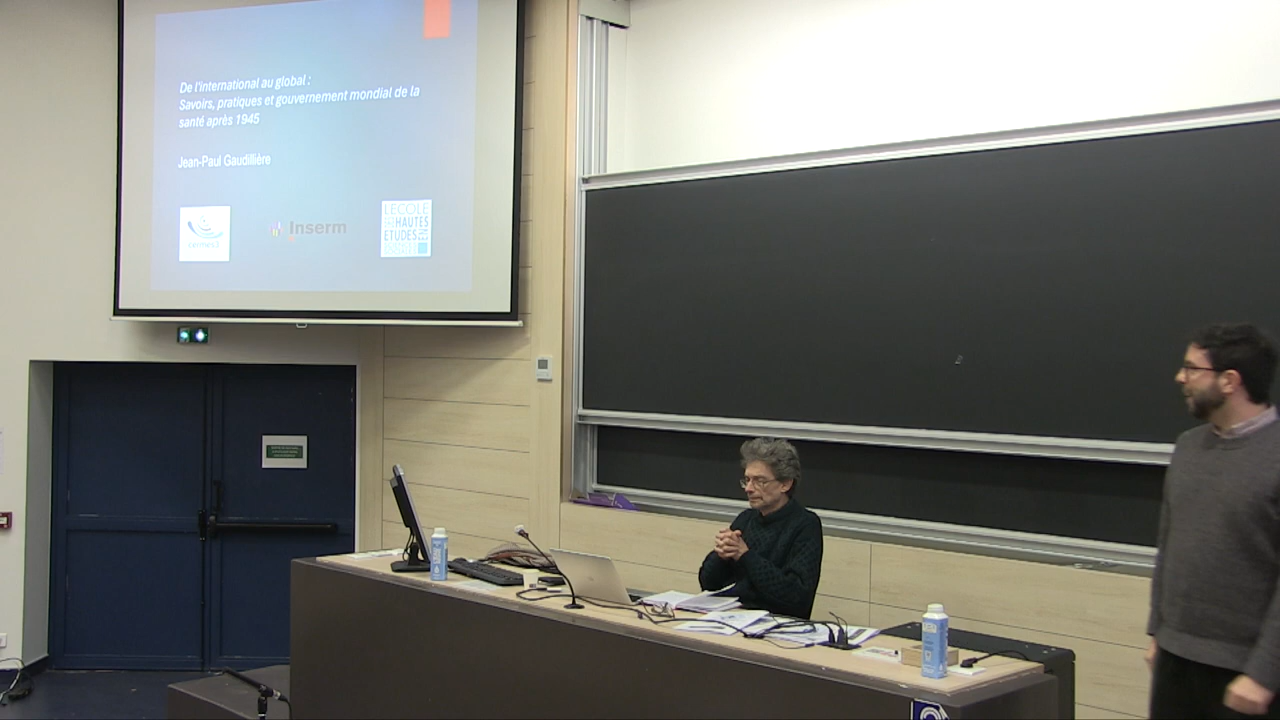 De l'international au global :
Savoirs, pratiques et gouvernement mondial de la
santé après 1945
Jean-Paul Gaudillière
cermes3
Inserm
L'ECOLE
HAUTES
ETUDES